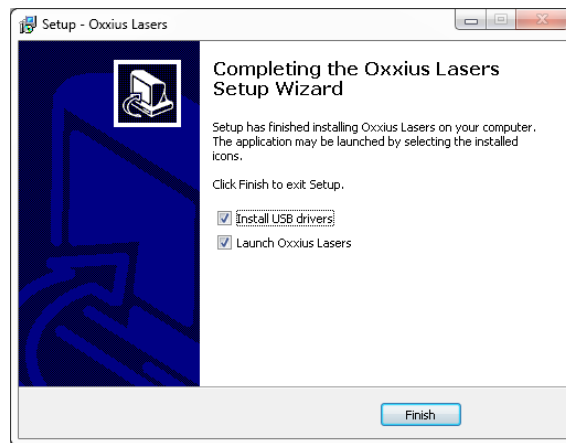 Setup - Oxxius Lasers
Completing the Oxxius Lasers
Setup Wizard
Setup has finished installing Oxxius Lasers on your computer.
The application may be launched by selecting the installed
icons.
Click Finish to exit Setup.
Install USB drivers
Launch Oxxius Lasers
Finish